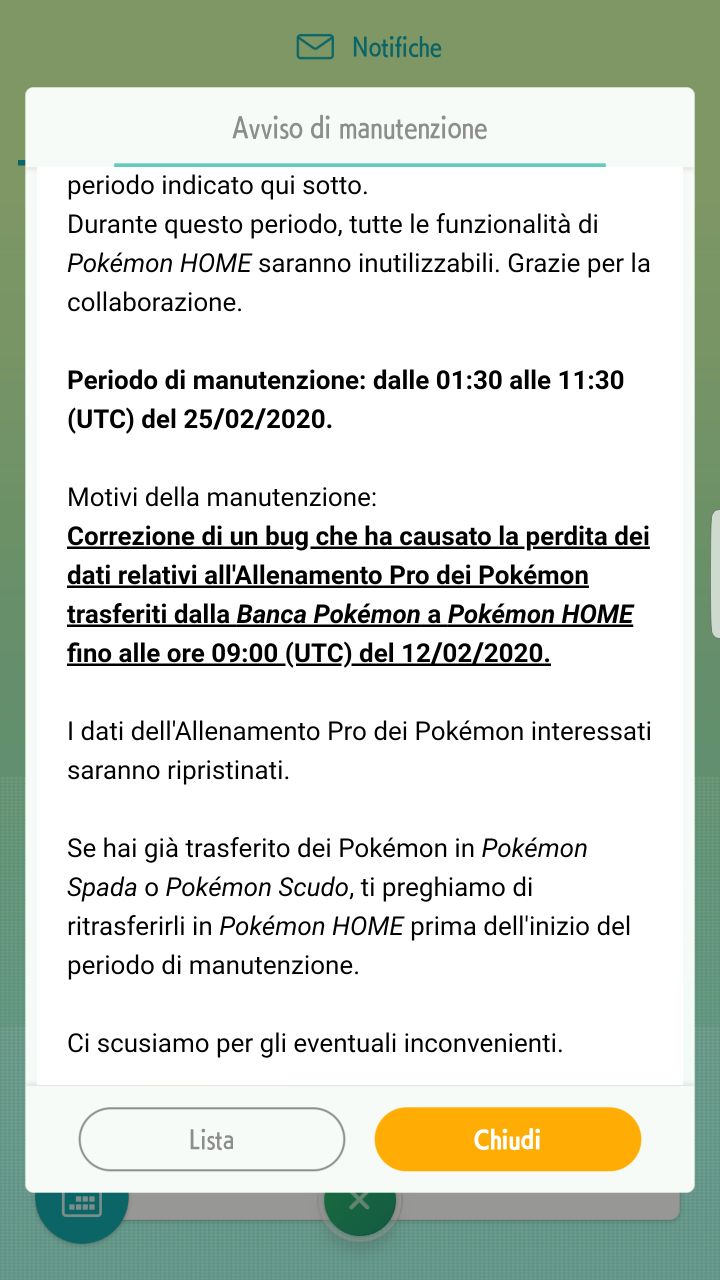 Notifiche
Avviso di manutenzione
periodo indicato qui sotto.
Durante questo periodo, tutte le funzionalità di
Pokémon HOME saranno inutilizzabili. Grazie per la
collaborazione.
Periodo di manutenzione: dalle 01:30 alle 11:30
(UTC) del 25/02/2020.
Motivi della manutenzione:
Correzione di un bug che ha causato la perdita dei
dati relativi all'Allenamento Pro dei Pokémon
trasferiti dalla Banca Pokémon a Pokémon HOME
fino alle ore 09:00 (UTC) del 12/02/2020.
I dati dell'Allenamento Pro dei Pokémon interessati
saranno ripristinati.
Se hai già trasferito dei Pokémon in Pokémon
Spada o Pokémon Scudo, ti preghiamo di
ritrasferirli in Pokémon HOME prima dell'inizio del
periodo di manutenzione.
Ci scusiamo per gli eventuali inconvenienti.
Lista
Chiudi